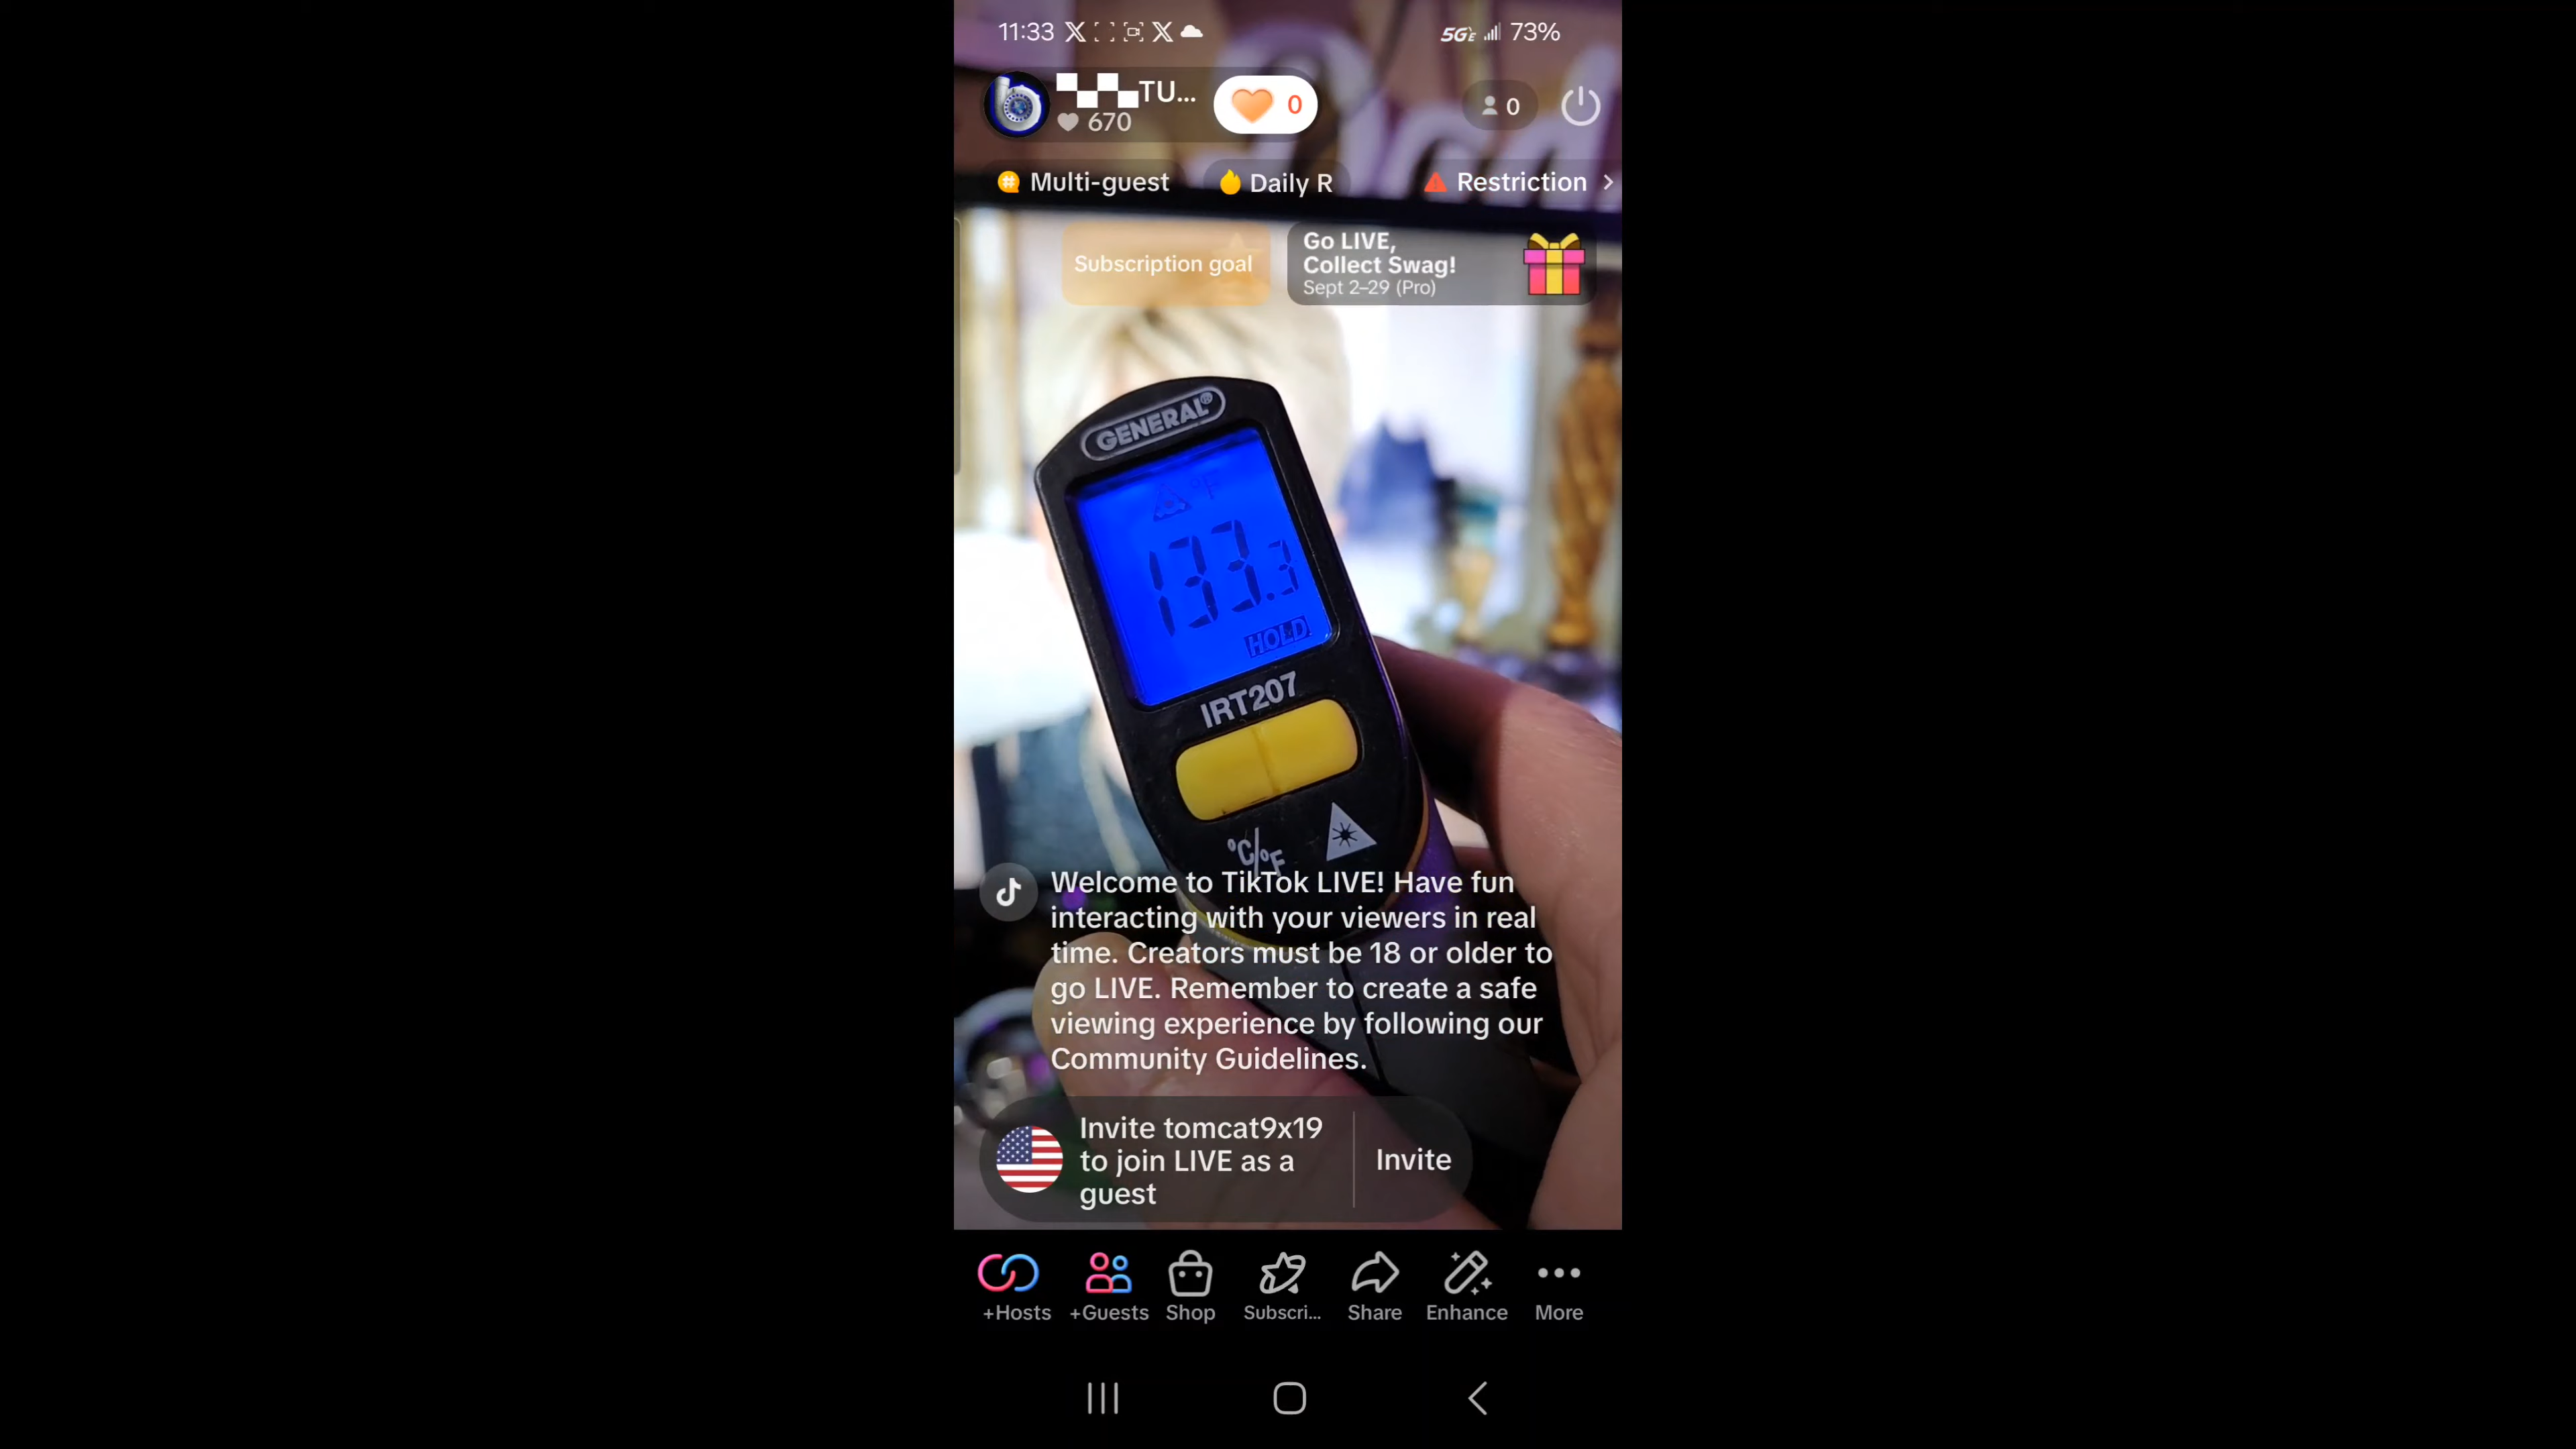 11:33
5GE 73%
TU...
670
0
0
Multi-guest
Daily R
Restriction
Subscription goal
Go LIVE,
Collect Swag!
Sept 2–29 (Pro)
GENERAL®
°F
133.3
HOLD
IRT207
°C/°F
Welcome to TikTok LIVE! Have fun
interacting with your viewers in real
time. Creators must be 18 or older to
go LIVE. Remember to create a safe
viewing experience by following our
Community Guidelines.
Invite tomcat9x19
to join LIVE as a
guest
Invite
+Hosts
+Guests
Shop
Subscri...
Share
Enhance
More